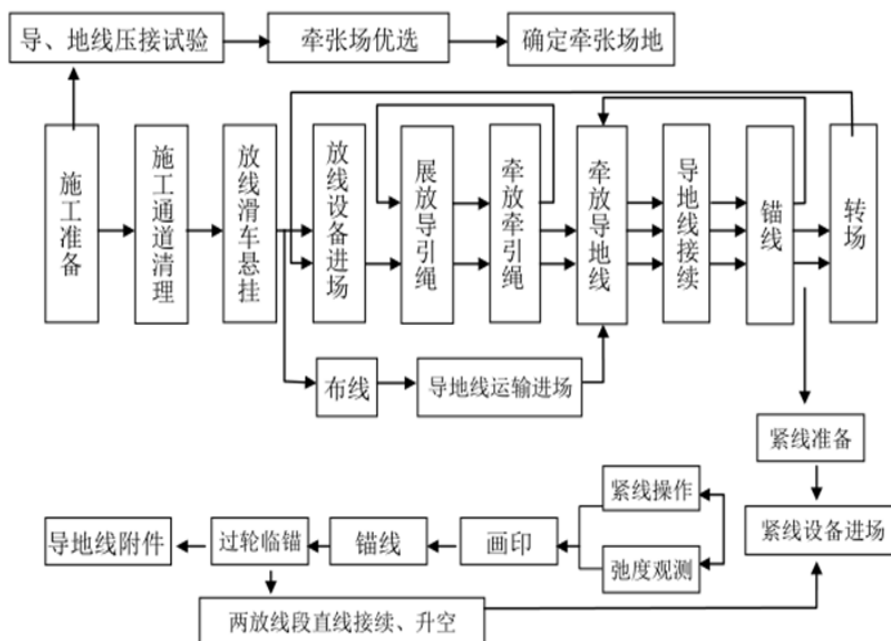 导、地线压接试验
牵张场优选
确定牵张场地
施工准备
施工通道清理
放线滑车悬挂
放线设备进场
展放导引绳
牵放牵引绳
牵放导地线
导地线接续
锚线
转场
布线
导地线运输进场
紧线准备
紧线操作
紧线设备进场
导地线附件
过轮临锚
锚线
画印
弛度观测
两放线段直线接续、升空